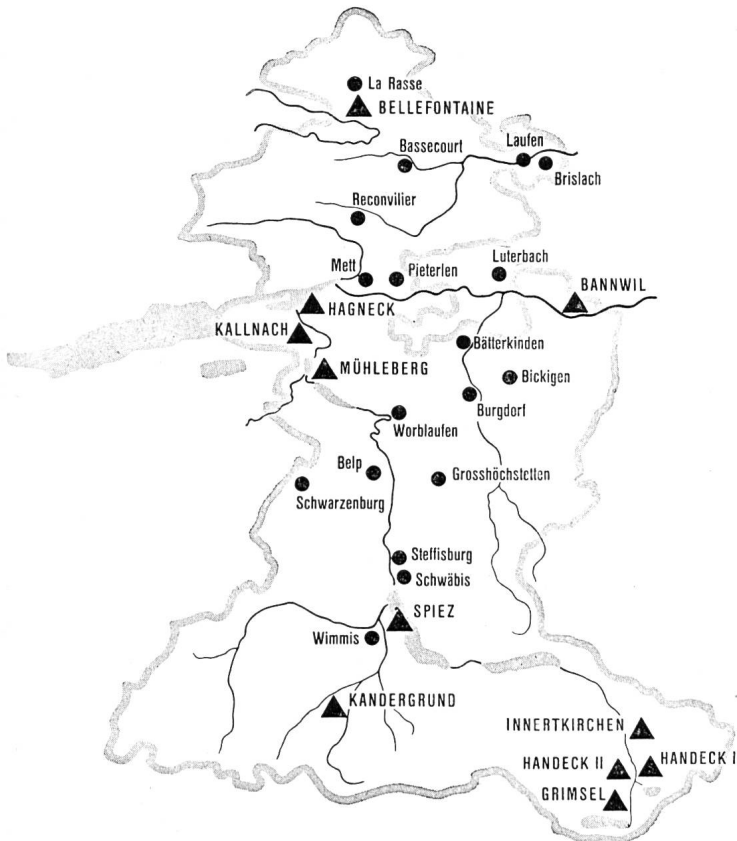 La Rasse
BELLEFONTAINE
Bassecourt
Laufen
Brislach
Reconvilier
Mett
Pieterlen
Luterbach
BANNWIL
HAGNECK
KALLNACH
MÜHLEBERG
Bätterkinden
Bickigen
Burgdorf
Worblaufen
Belp
Grosshöchstetten
Schwarzenburg
Steffisburg
Schwäbis
SPIEZ
Wimmis
KANDERGRUND
INNERTKIRCHEN
HANDECK II
HANDECK I
GRIMSEL